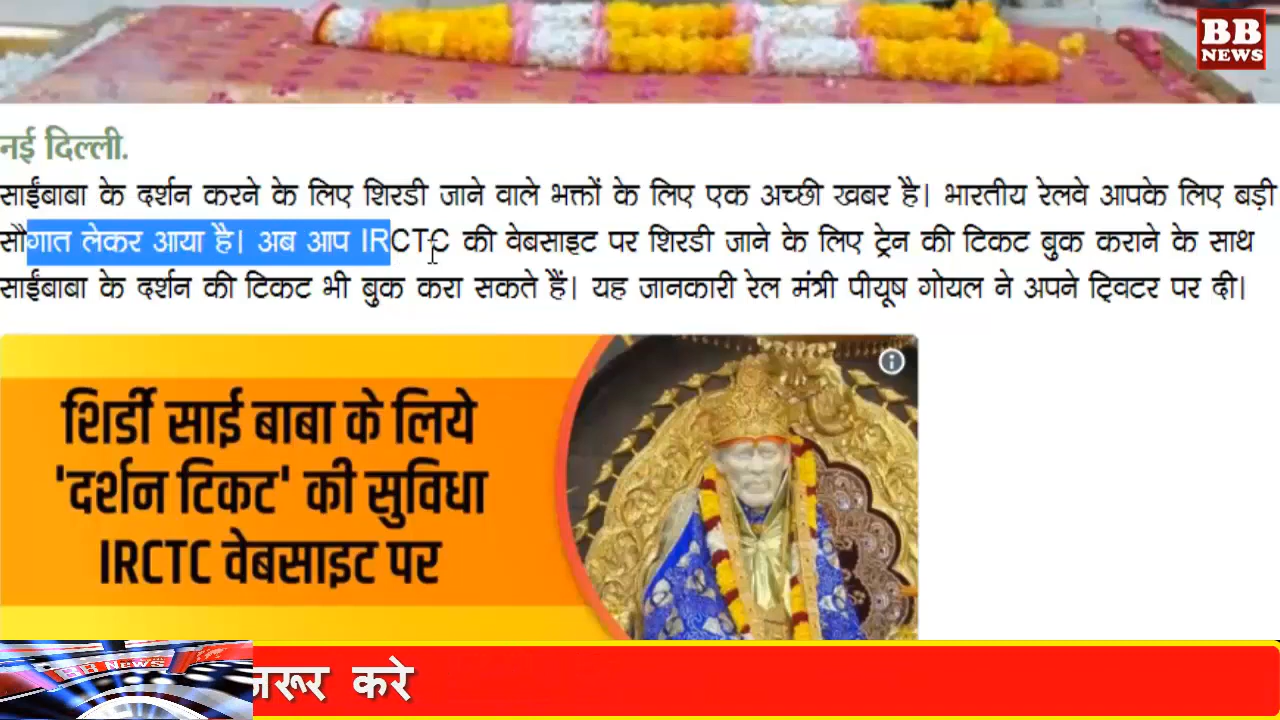 BB
NEWS
नई दिल्ली.
साईंबाबा के दर्शन करने के लिए शिरडी जाने वाले भक्तों के लिए एक अच्छी खबर है। भारतीय रेलवे आपके लिए बड़ी
सौगात लेकर आया है। अब आप IRCTC की वेबसाइट पर शिरडी जाने के लिए ट्रेन की टिकट बुक कराने के साथ
साईंबाबा के दर्शन की टिकट भी बुक करा सकते हैं। यह जानकारी रेल मंत्री पीयूष गोयल ने अपने ट्विटर पर दी।
शिर्डी साई बाबा के लिये
'दर्शन टिकट' की सुविधा
IRCTC वेबसाइट पर
BB News
जरूर करे